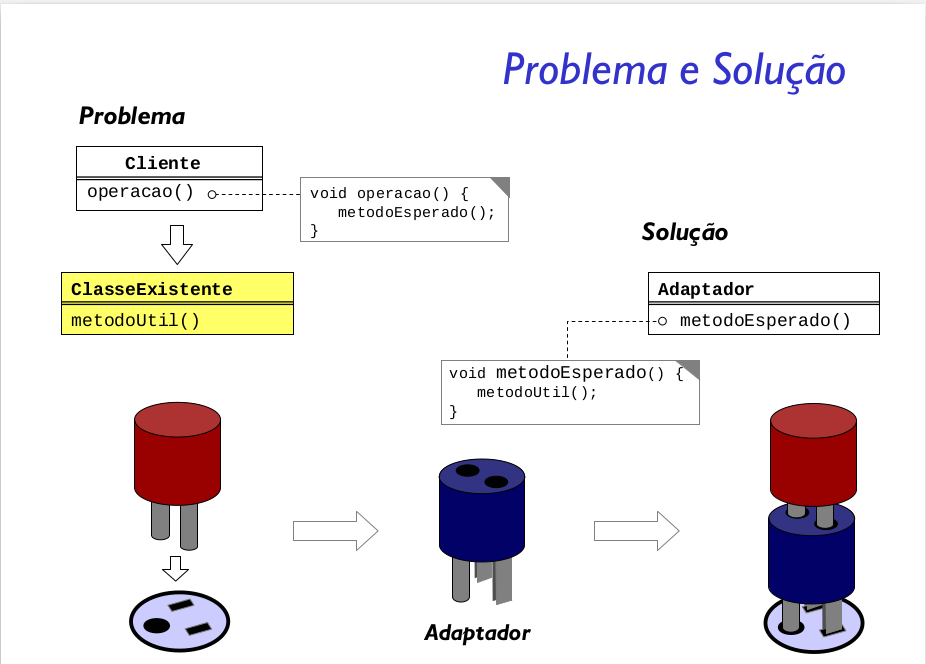 Problema e Solução
Problema
Cliente
operacao()
void operacao() {
metodoEsperado();
}
ClasseExistente
metodoUtil()
Solução
Adaptador
metodoEsperado()
void metodoEsperado() {
metodoUtil();
}
Adaptador